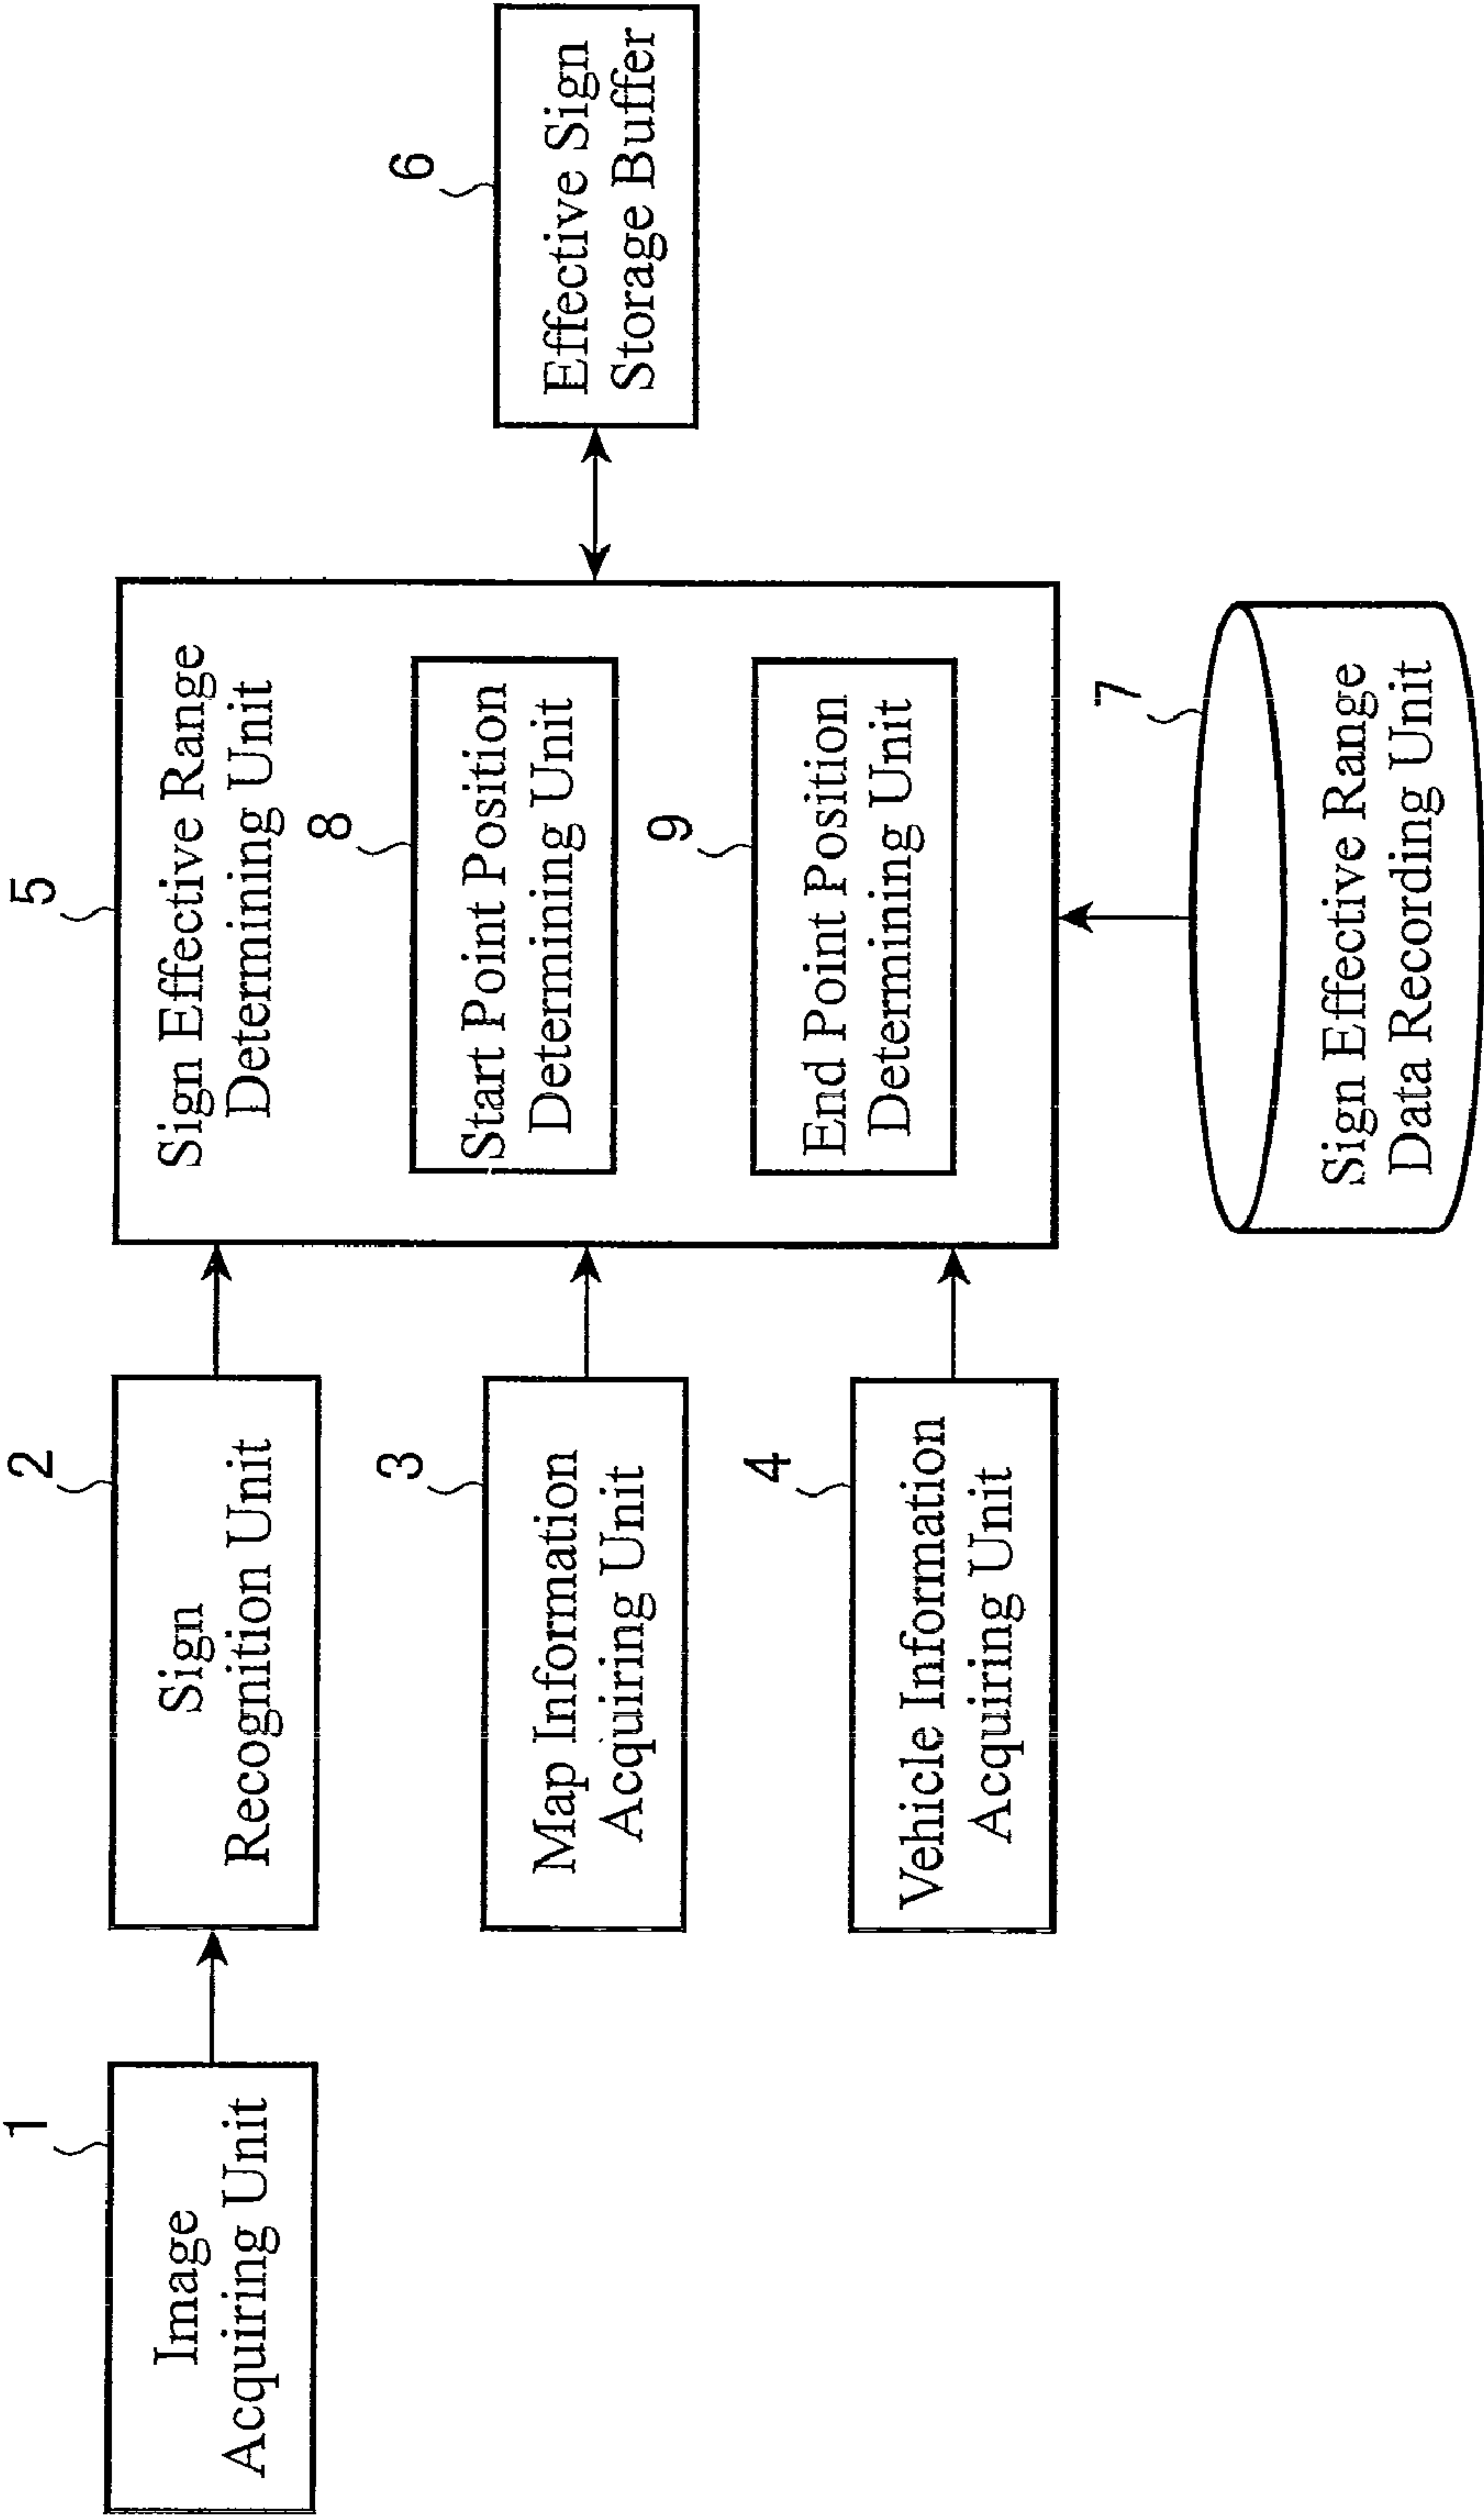 1
Image
Acquiring Unit
2
Sign
Recognition Unit
3
Map Information
Acquiring Unit
4
Vehicle Information
Acquiring Unit
5
Sign Effective Range
Determining Unit
8
Start Point Position
Determining Unit
9
End Point Position
Determining Unit
6
Effective Sign
Storage Buffer
7
Sign Effective Range
Data Recording Unit